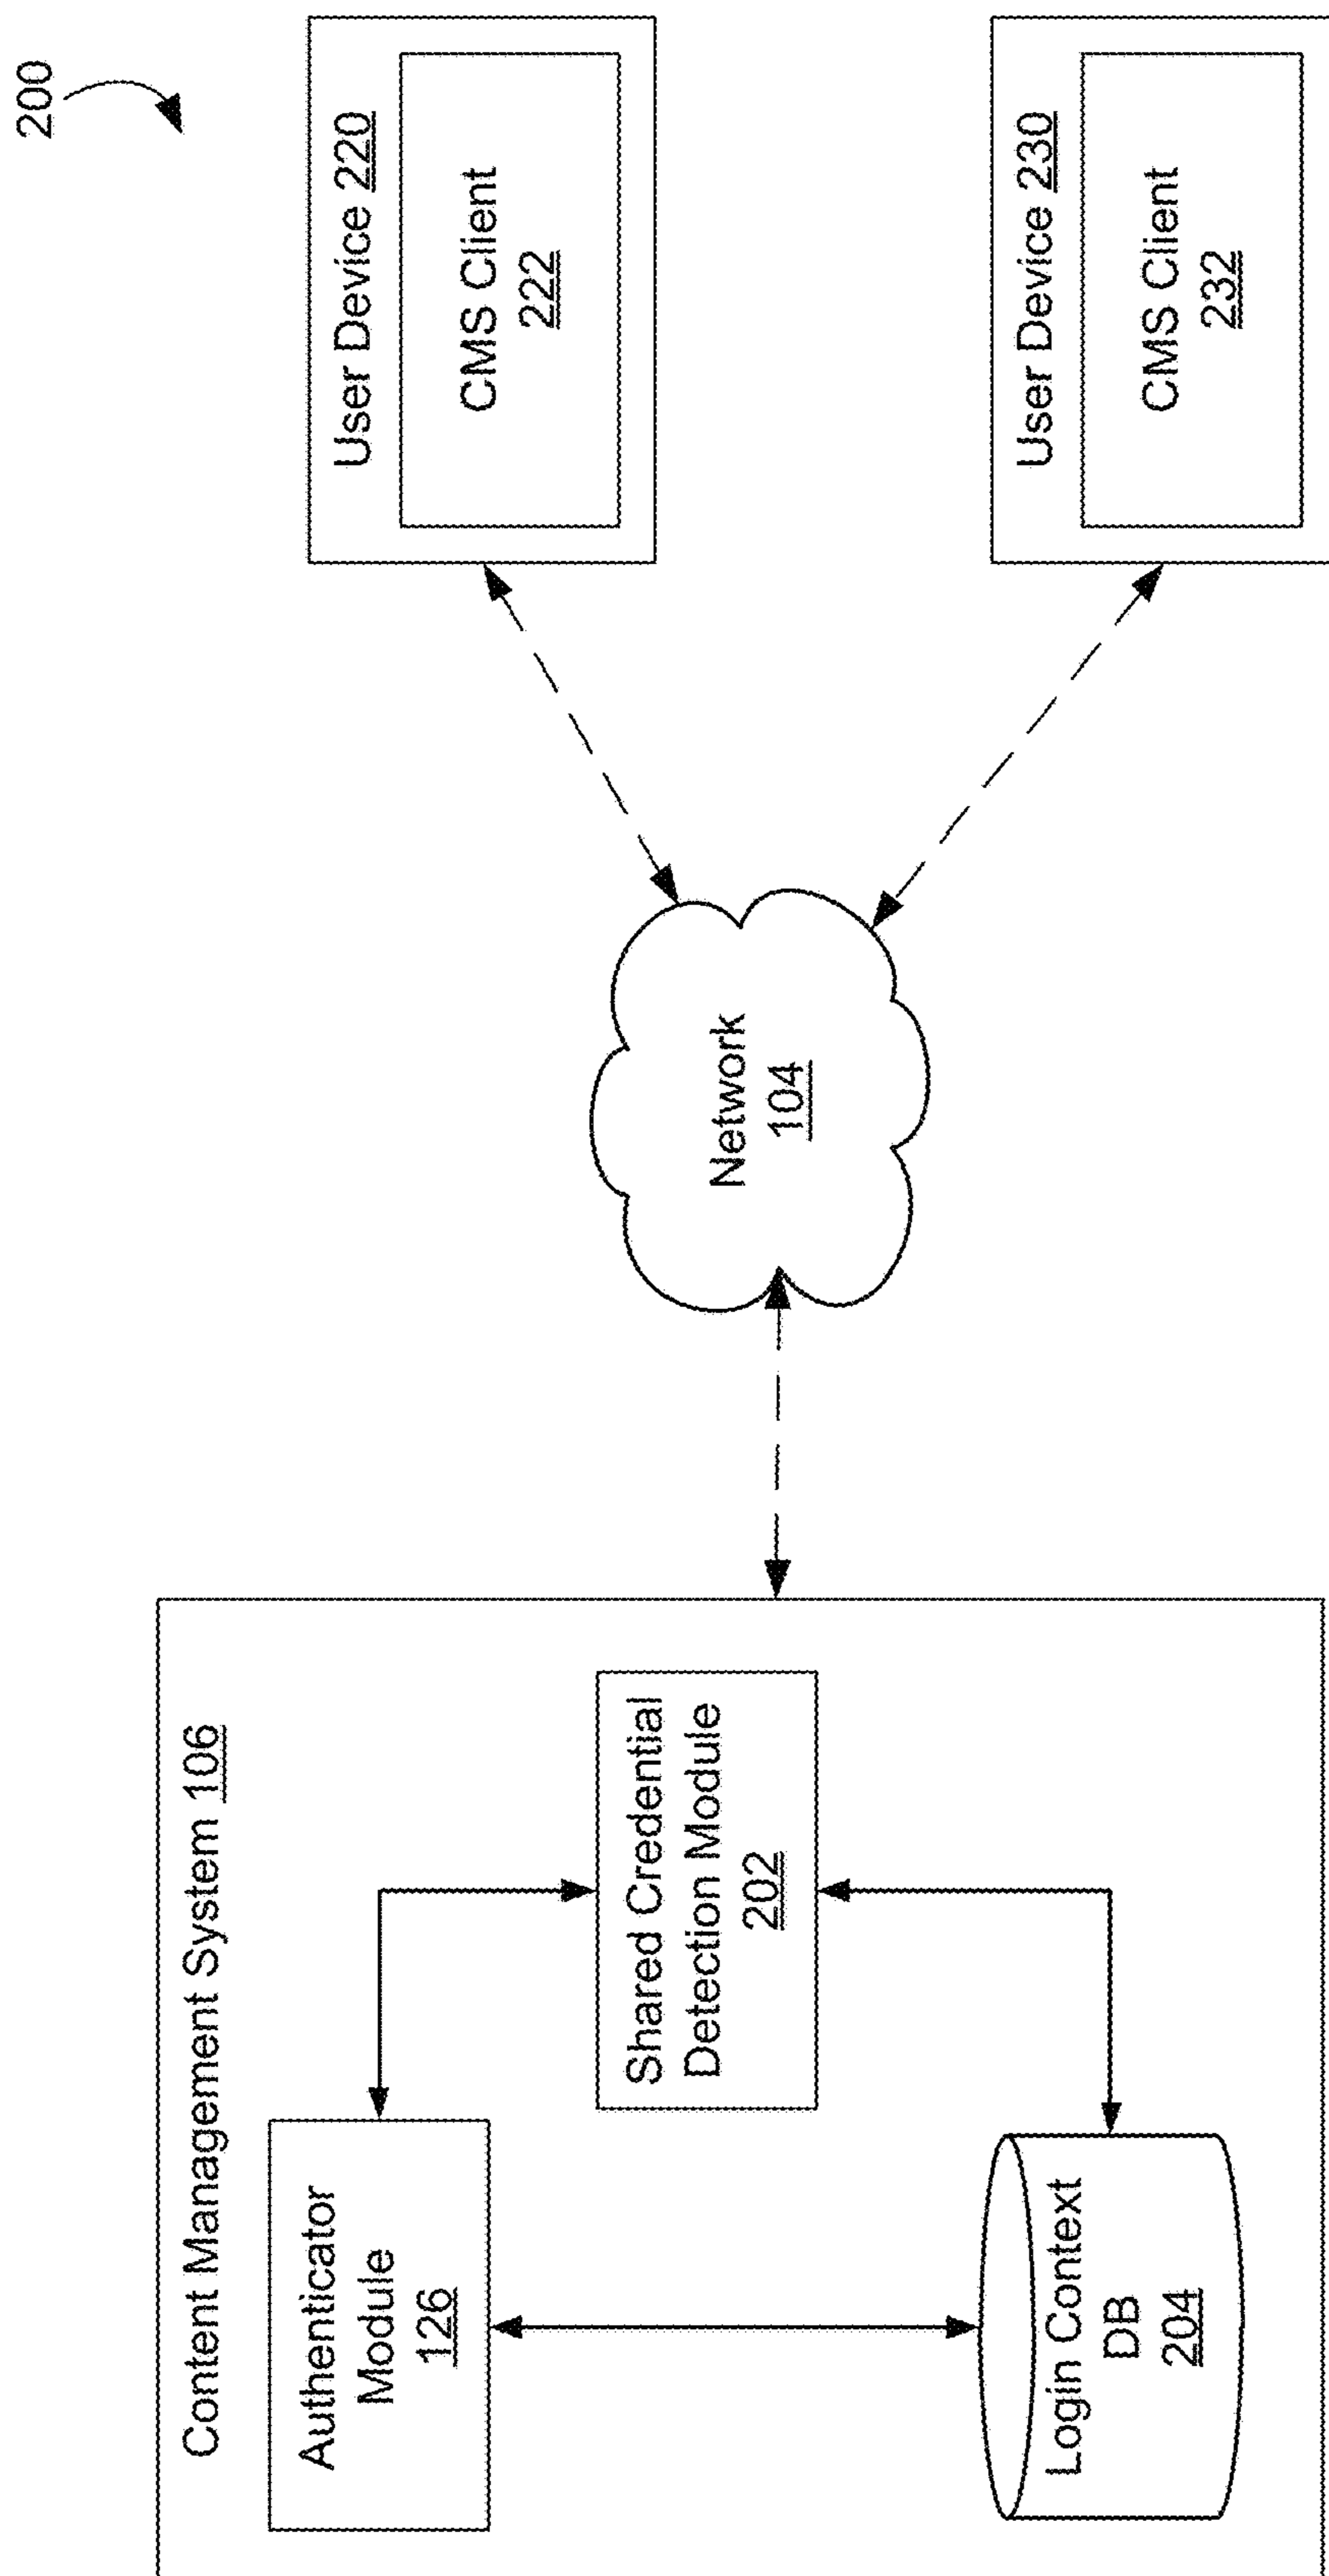 200
Content Management System 106
Authenticator
Module
126
Shared Credential
Detection Module
202
Login Context
DB
204
Network
104
User Device 220
CMS Client
222
User Device 230
CMS Client
232